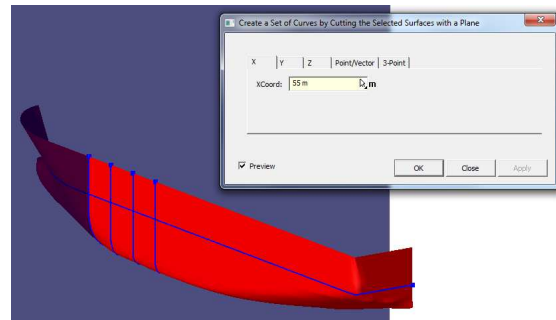 Create a Set of Curves by Cutting the Selected Surfaces with a Plane
X Y Z Point/Vector 3-Point
XCoord: 55 m m
Preview OK Close Apply